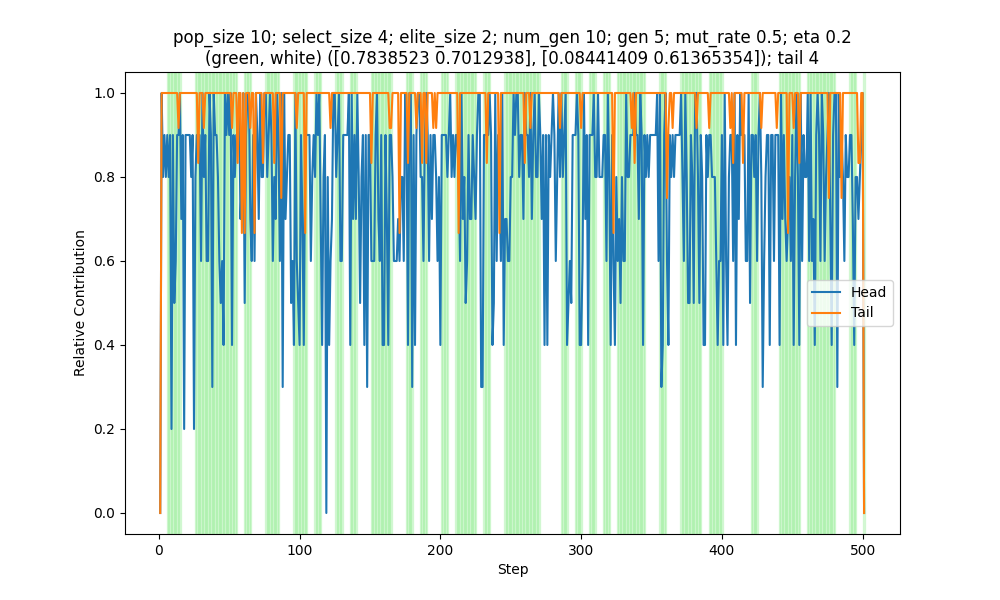 pop_size 10; select_size 4; elite_size 2; num_gen 10; gen 5; mut_rate 0.5; eta 0.2
(green, white) ([0.7838523 0.7012938], [0.08441409 0.61365354]); tail 4
1.0
0.8
0.6
0.4
0.2
0.0
Relative Contribution
Head
Tail
0 100 200 300 400 500
Step